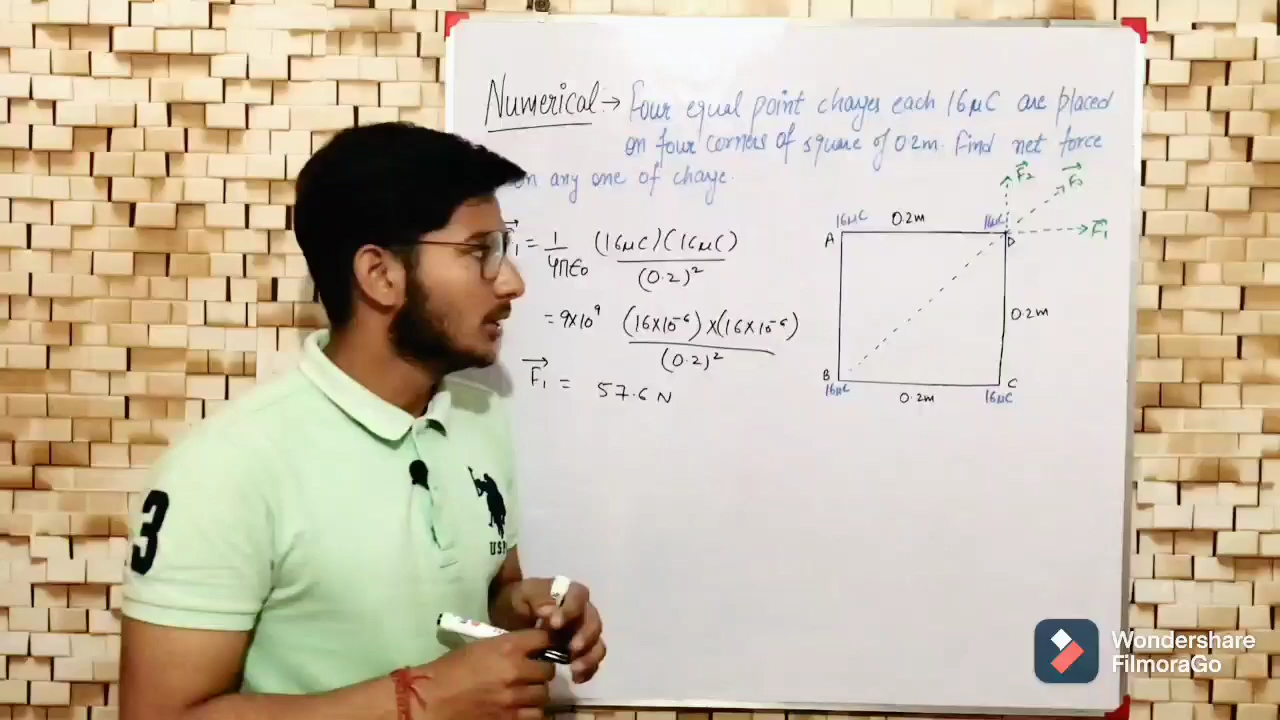 Numerical → Four equal point charges each 16μC are placed
on four corners of square of 0.2m. Find net force
on any one of charge.
F₂
F₃
16μC 0.2m 16μC
F₁
A D
F₁ = 1/4πϵ₀ (16μC)(16μC)/(0.2)²
= 9×10⁹ (16×10⁻⁶)×(16×10⁻⁶)/(0.2)²
0.2m
F₁ = 57.6 N
B C
16μC 0.2m 16μC
3
USP
Wondershare
FilmoraGo